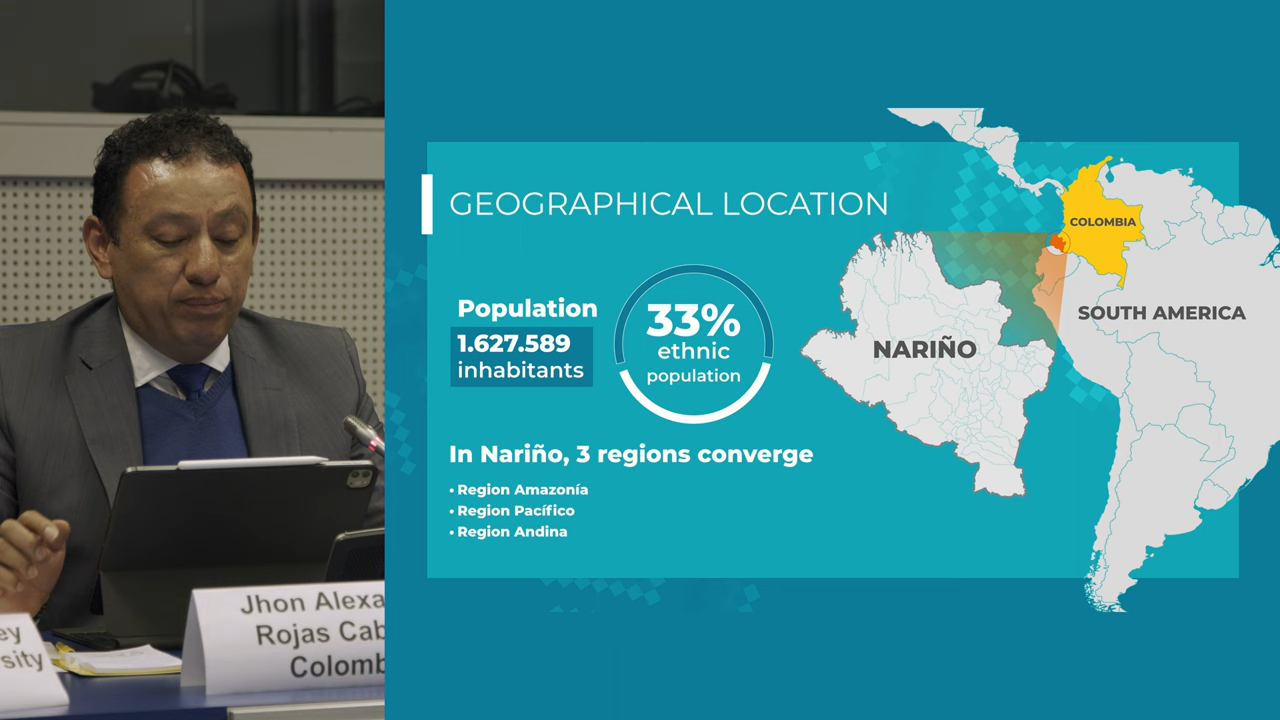 GEOGRAPHICAL LOCATION
Population
1.627.589
inhabitants
33%
ethnic
population
In Nariño, 3 regions converge
• Region Amazonía
• Region Pacífico
• Region Andina
NARIÑO
COLOMBIA
SOUTH AMERICA
Jhon Alexa
Rojas Cab
Colomb
ey
sity